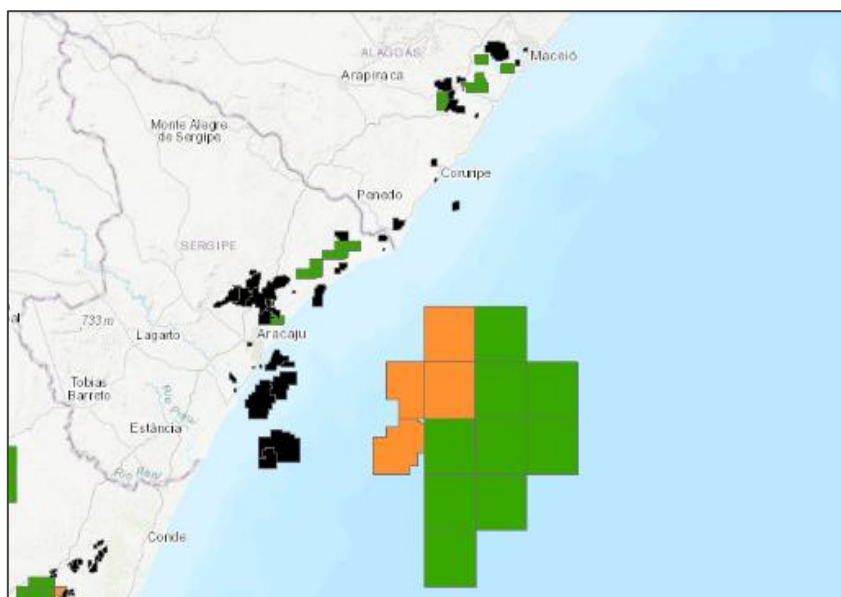 ALAGOAS
Maceió
Arapiraca
Monte Alegre
de Sergipe
Coruripe
Penedo
SERGIPE
733 m
Lagarto
Aracaju
Tobias
Barreto
Estância
Rio Real
Conde